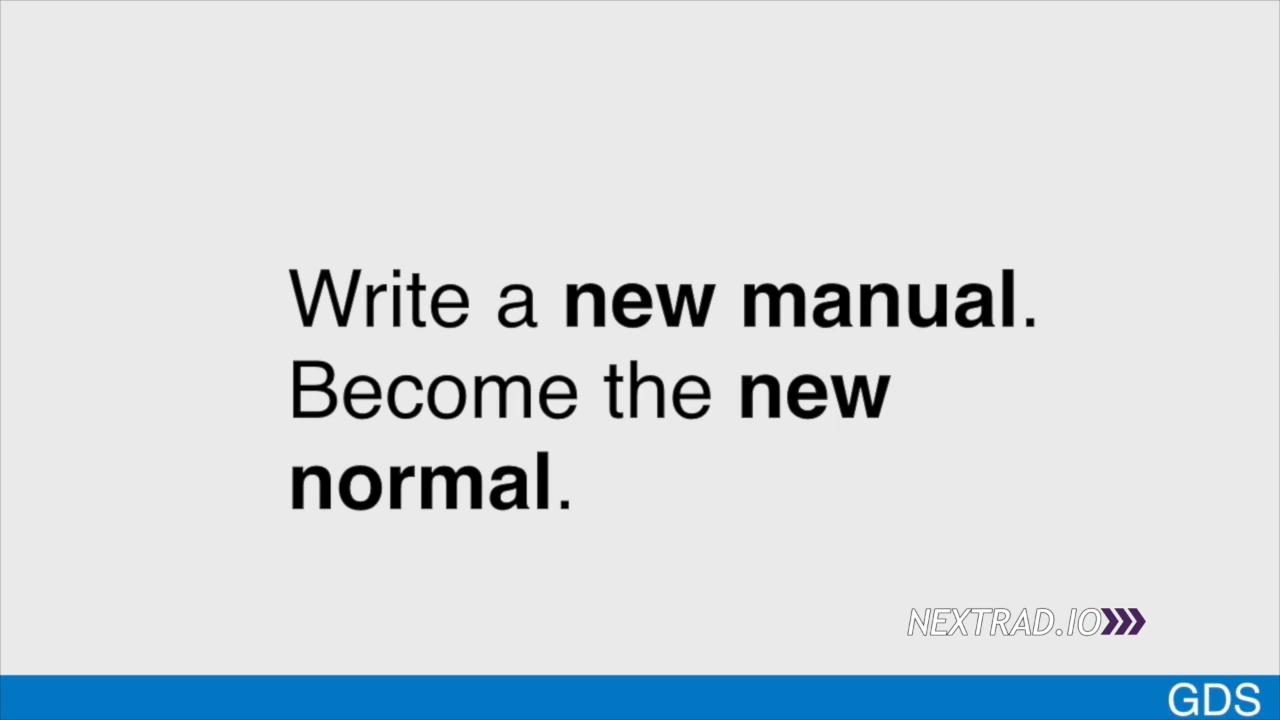 Write a new manual.
Become the new
normal.
NEXTRAD.IO
GDS